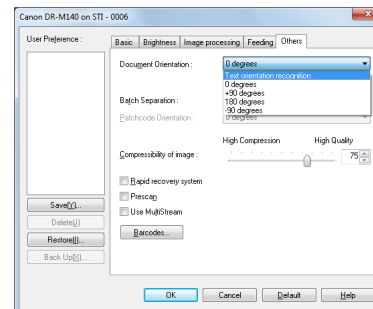 Canon DR-M140 on STI - 0006
User Preference :
Basic Brightness Image processing Feeding Others
Document Orientation : 0 degrees
Text orientation recognition
0 degrees
+90 degrees
180 degrees
-90 degrees
Batch Separation :
Patchcode Orientation : 0 degrees
High Compression High Quality
Compressibility of image : 75
Rapid recovery system
Prescan
Use MultiStream
Barcodes...
Save(Y)...
Delete(J)
Restore(I)...
Back Up(X)...
OK Cancel Default Help